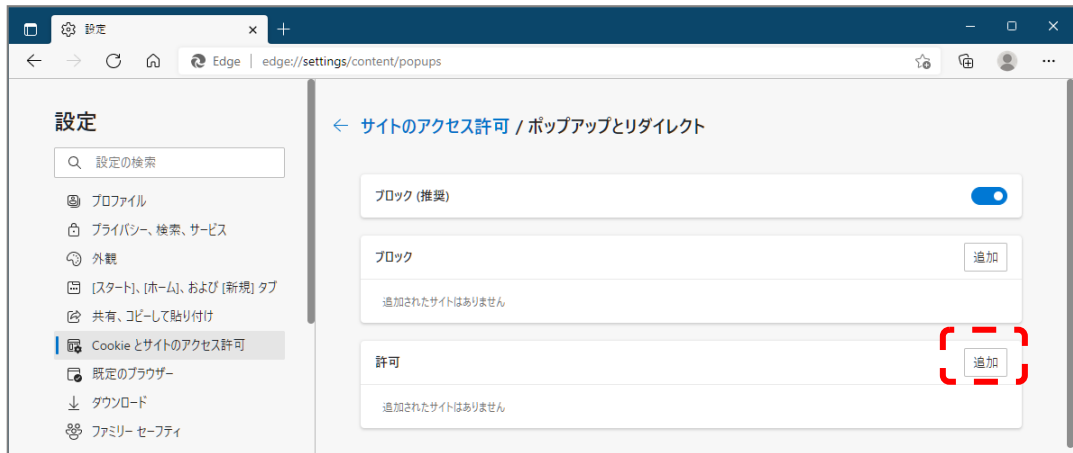 設定
Edge | edge://settings/content/popups
設定
設定の検索
プロファイル
プライバシー、検索、サービス
外観
[スタート]、[ホーム]、および [新規] タブ
共有、コピーして貼り付け
Cookie とサイトのアクセス許可
既定のブラウザー
ダウンロード
ファミリー セーフティ
サイトのアクセス許可 / ポップアップとリダイレクト
ブロック (推奨)
ブロック
追加
追加されたサイトはありません
許可
追加
追加されたサイトはありません